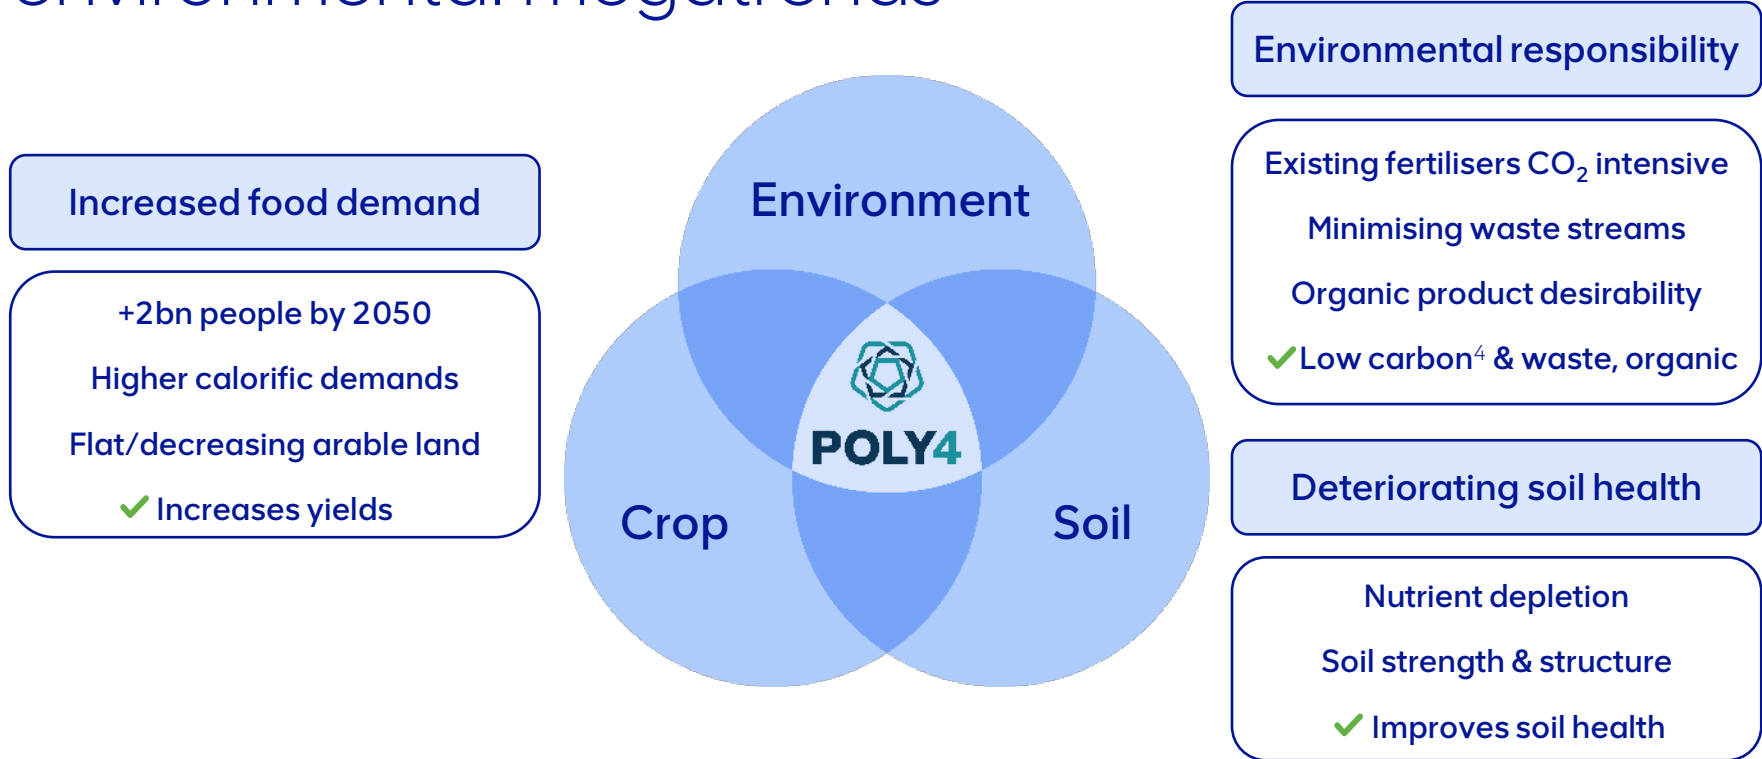 environmental megatrends
Increased food demand
+2bn people by 2050
Higher calorific demands
Flat/decreasing arable land
Increases yields
Environment
Crop
Soil
POLY4
Environmental responsibility
Existing fertilisers CO₂ intensive
Minimising waste streams
Organic product desirability
Low carbon⁴ & waste, organic
Deteriorating soil health
Nutrient depletion
Soil strength & structure
Improves soil health